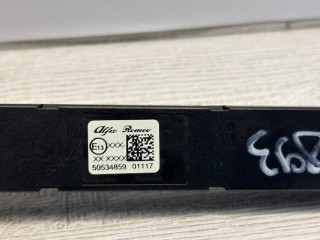 Alfa Romeo
E13 XXX-
XX XXXX
50534859 01117